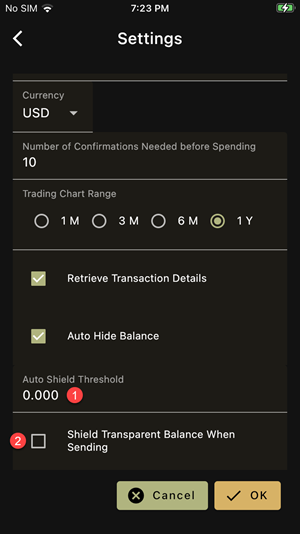 No SIM 7:23 PM
Settings
Currency
USD
Number of Confirmations Needed before Spending
10
Trading Chart Range
1 M 3 M 6 M 1 Y
Retrieve Transaction Details
Auto Hide Balance
Auto Shield Threshold
0.000 1
2 Shield Transparent Balance When
Sending
Cancel OK